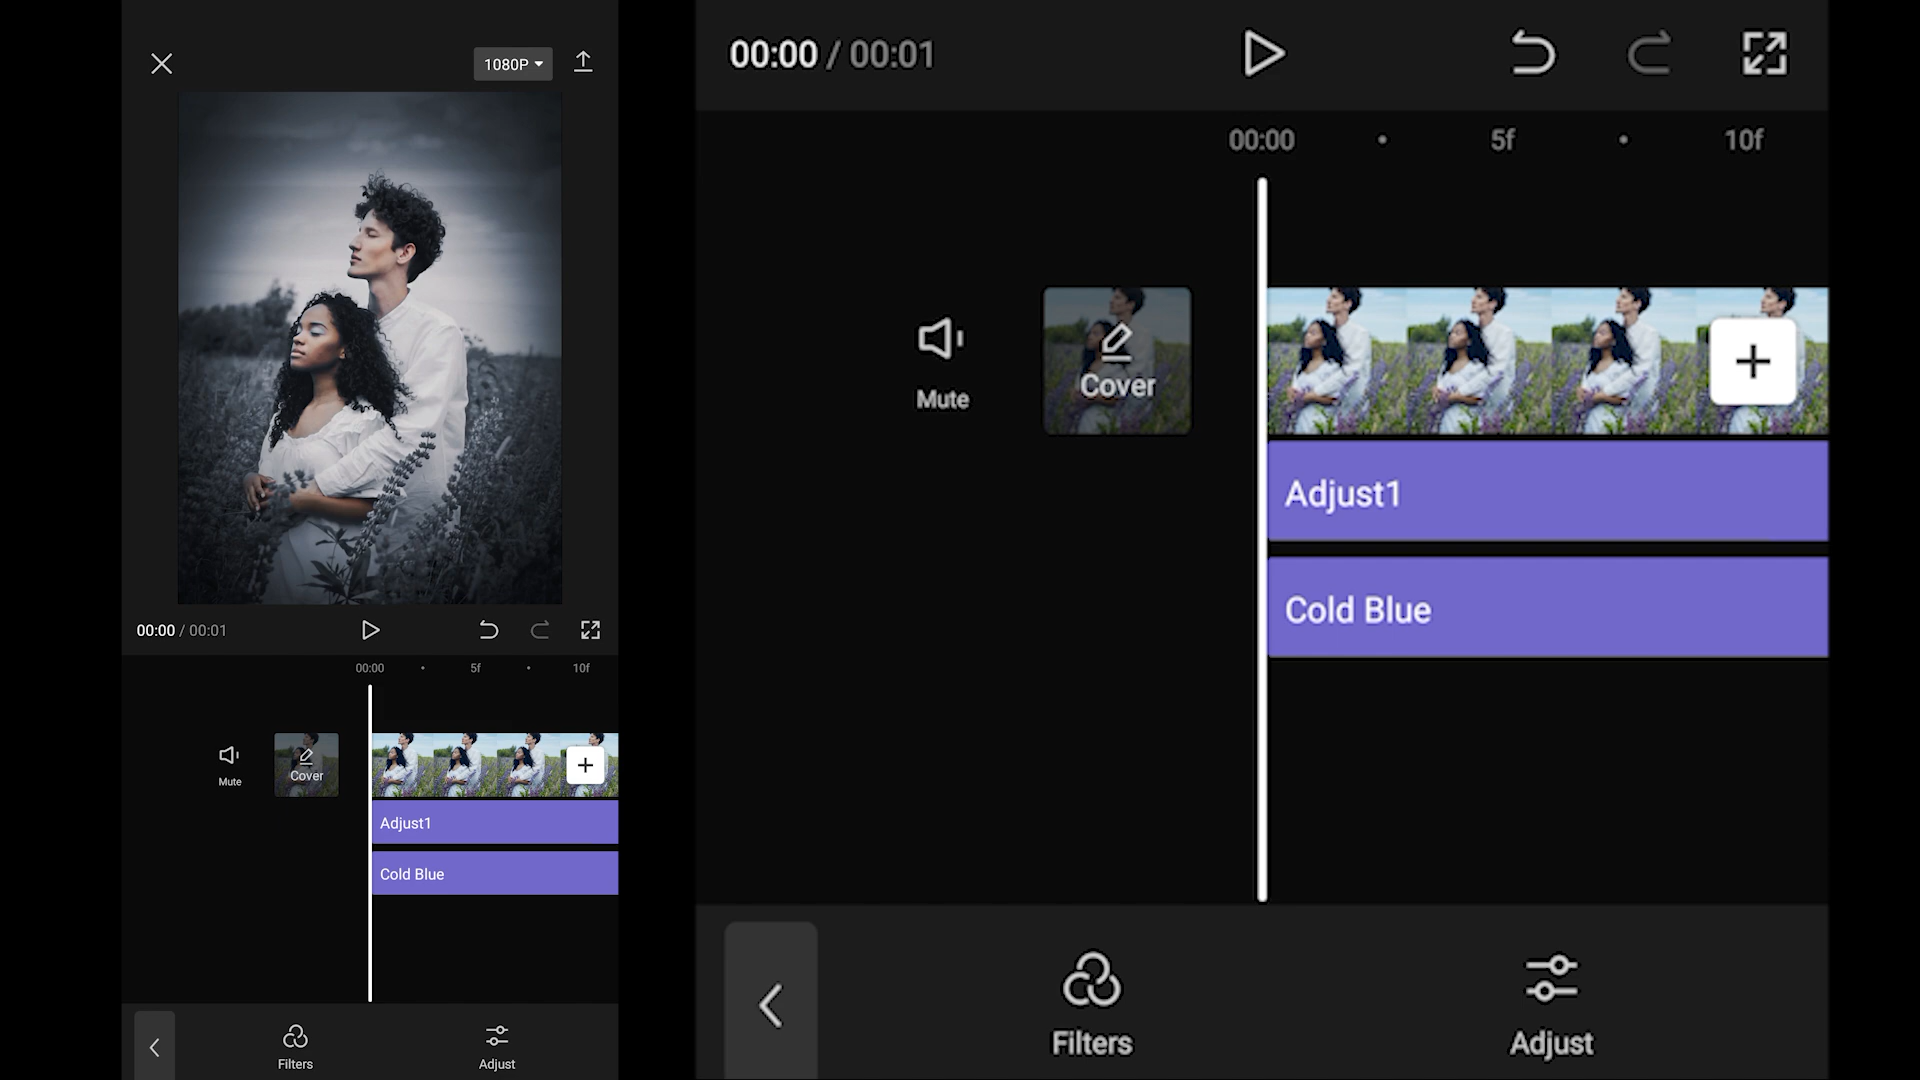 1080P
00:00 / 00:01
00:00 5f 10f
Mute
Cover
Adjust1
Cold Blue
Filters
Adjust
00:00 / 00:01
00:00 5f 10f
Mute
Cover
Adjust1
Cold Blue
Filters
Adjust